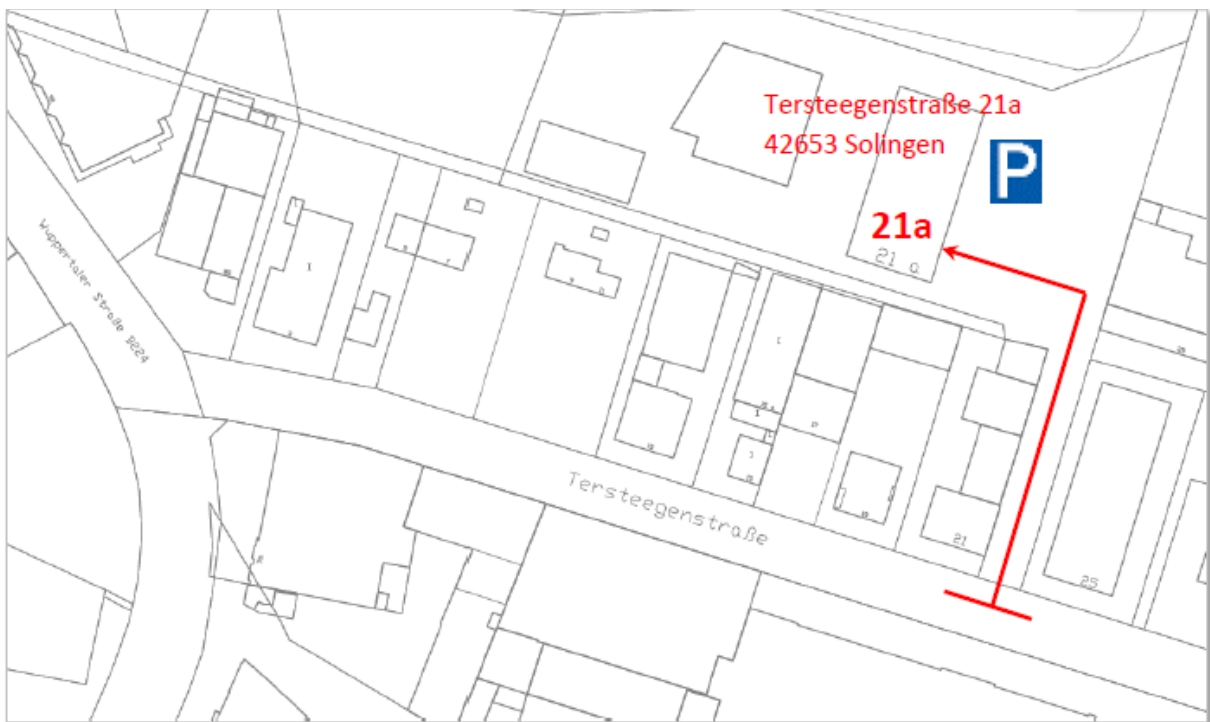 Tersteegenstraße 21a
42653 Solingen
P
21a
21 a
Wuppertaler Straße B224
Tersteegenstraße
21
25